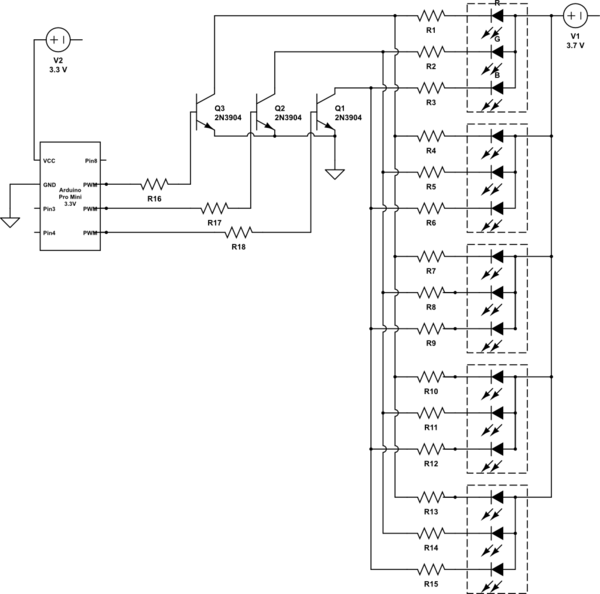 R
R1
V1
3.7 V
G
R2
V2
3.3 V
B
R3
Q3
2N3904
Q2
2N3904
Q1
2N3904
R4
VCC
Pin8
R5
GND
Arduino
Pro Mini
3.3V
PWM
R16
Pin3
PWM
R17
R6
Pin4
PWM
R18
R7
R8
R9
R10
R11
R12
R13
R14
R15